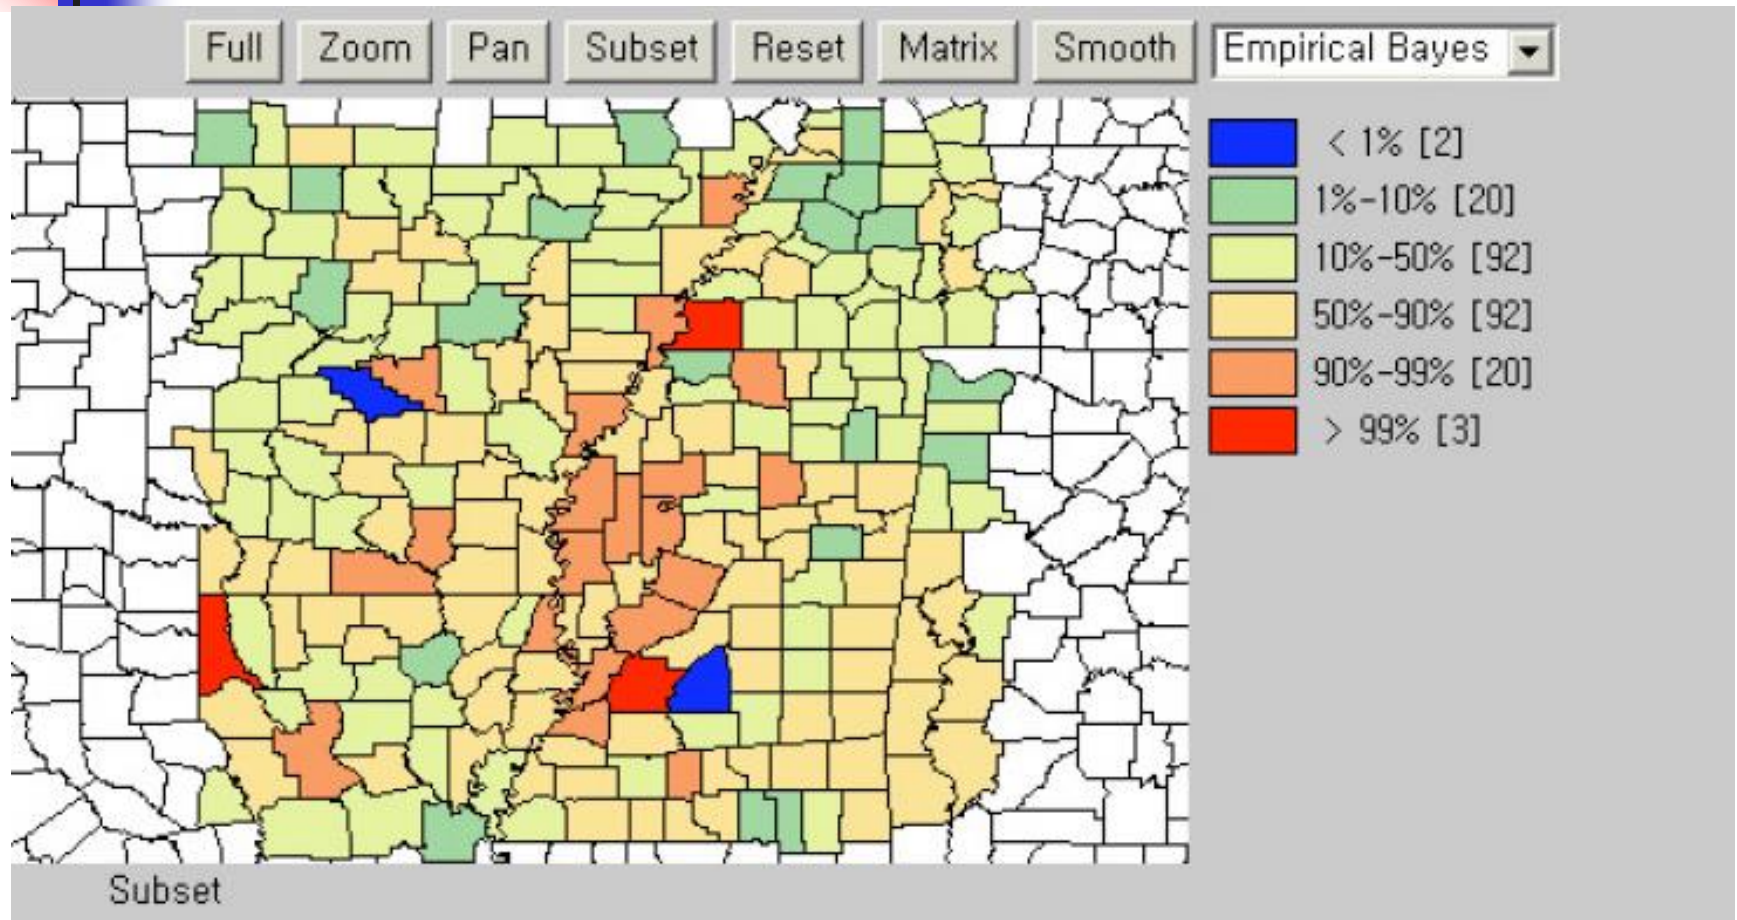 Full Zoom Pan Subset Reset Matrix Smooth Empirical Bayes
< 1% [2]
1%-10% [20]
10%-50% [92]
50%-90% [92]
90%-99% [20]
> 99% [3]
Subset